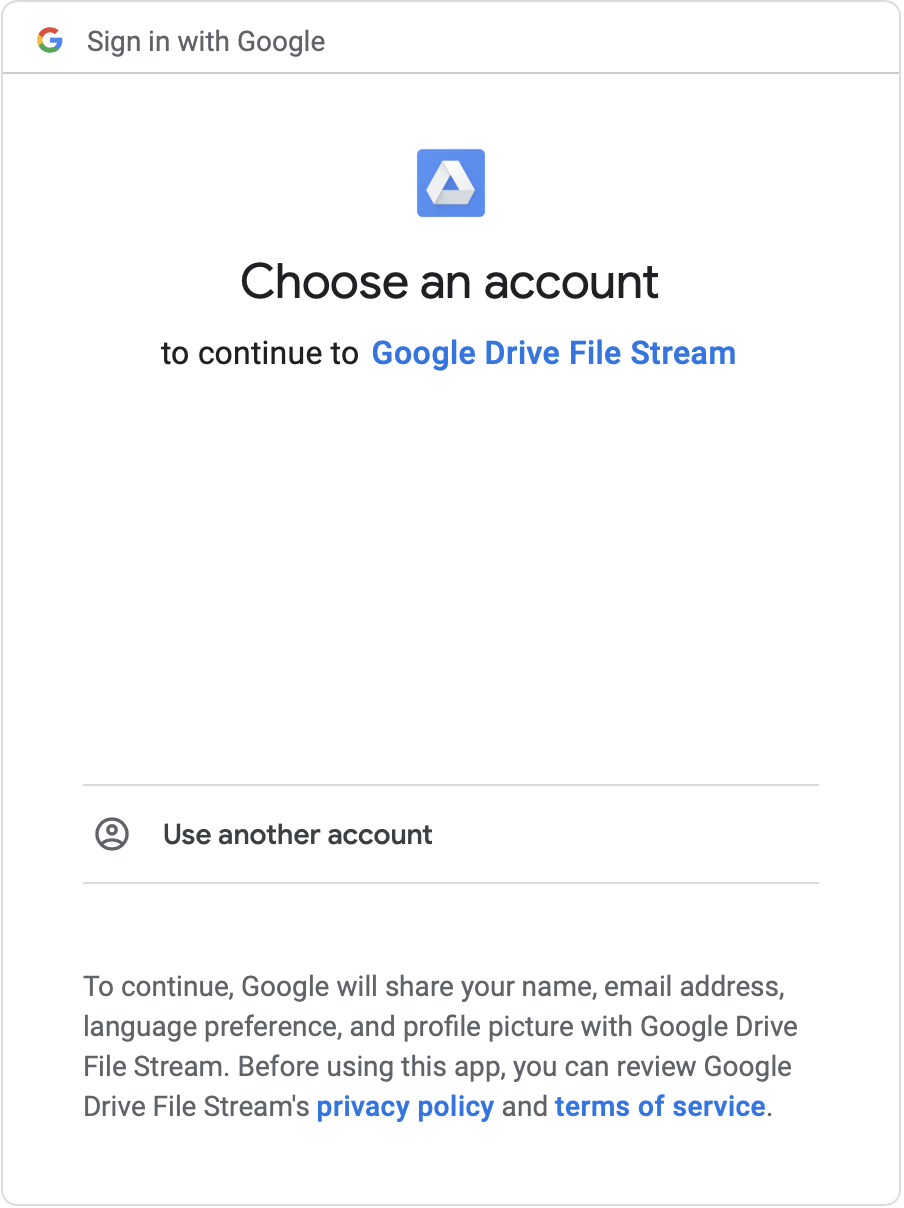 Sign in with Google
Choose an account
to continue to Google Drive File Stream
Use another account
To continue, Google will share your name, email address,
language preference, and profile picture with Google Drive
File Stream. Before using this app, you can review Google
Drive File Stream's privacy policy and terms of service.